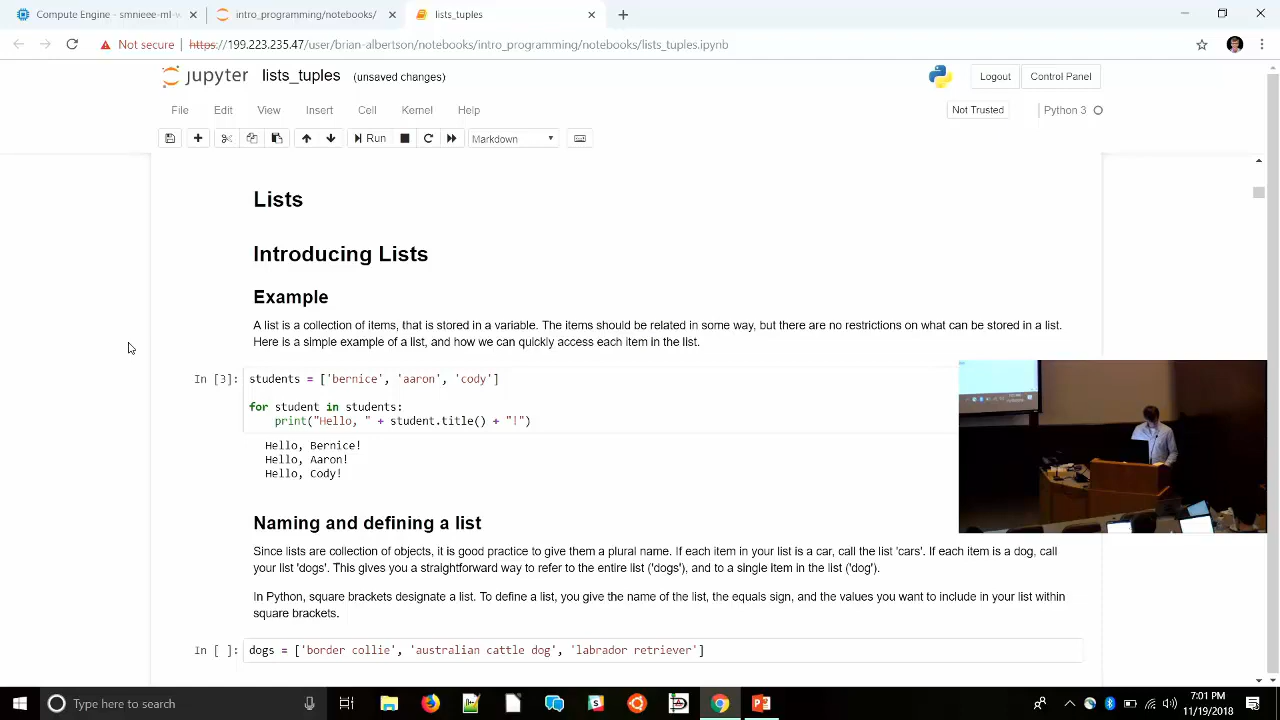 Compute Engine - smnieee-ml-w
intro_programming/notebooks/
lists_tuples
Not secure
https://199.223.235.47/user/brian-albertson/notebooks/intro_programming/notebooks/lists_tuples.ipynb
jupyter lists_tuples (unsaved changes)
Logout Control Panel
File Edit View Insert Cell Kernel Help
Not Trusted Python 3
Run Markdown
Lists
Introducing Lists
Example
A list is a collection of items, that is stored in a variable. The items should be related in some way, but there are no restrictions on what can be stored in a list.
Here is a simple example of a list, and how we can quickly access each item in the list.
In [3]: students = ['bernice', 'aaron', 'cody']
for student in students:
print("Hello, " + student.title() + "!")
Hello, Bernice!
Hello, Aaron!
Hello, Cody!
Naming and defining a list
Since lists are collection of objects, it is good practice to give them a plural name. If each item in your list is a car, call the list 'cars'. If each item is a dog, call
your list 'dogs'. This gives you a straightforward way to refer to the entire list ('dogs'), and to a single item in the list ('dog').
In Python, square brackets designate a list. To define a list, you give the name of the list, the equals sign, and the values you want to include in your list within
square brackets.
In [ ]: dogs = ['border collie', 'australian cattle dog', 'labrador retriever']
Type here to search
7:01 PM
11/19/2018